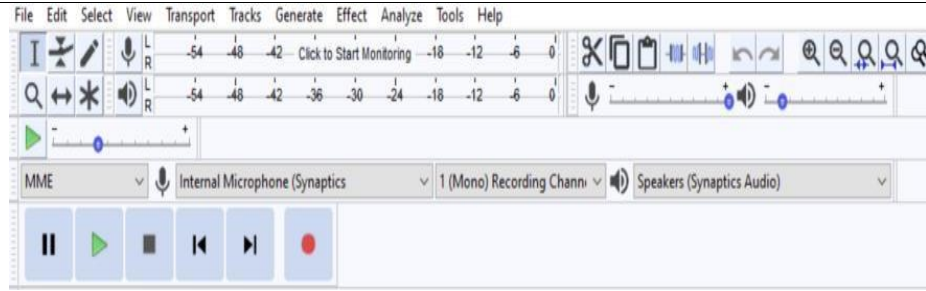 File Edit Select View Transport Tracks Generate Effect Analyze Tools Help
L R -54 -48 -42 Click to Start Monitoring -18 -12 -6 0
L R -54 -48 -42 -36 -30 -24 -18 -12 -6 0
- + - +
- +
MME Internal Microphone (Synaptics 1 (Mono) Recording Chann Speakers (Synaptics Audio)